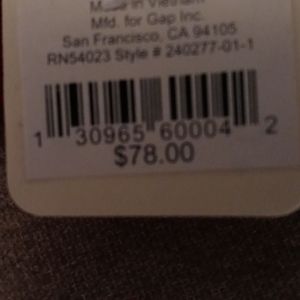 Made in Vietnam
Mfd. for Gap Inc.
San Francisco, CA 94105
RN54023 Style # 240277-01-1
1 30965 60004 2
$78.00